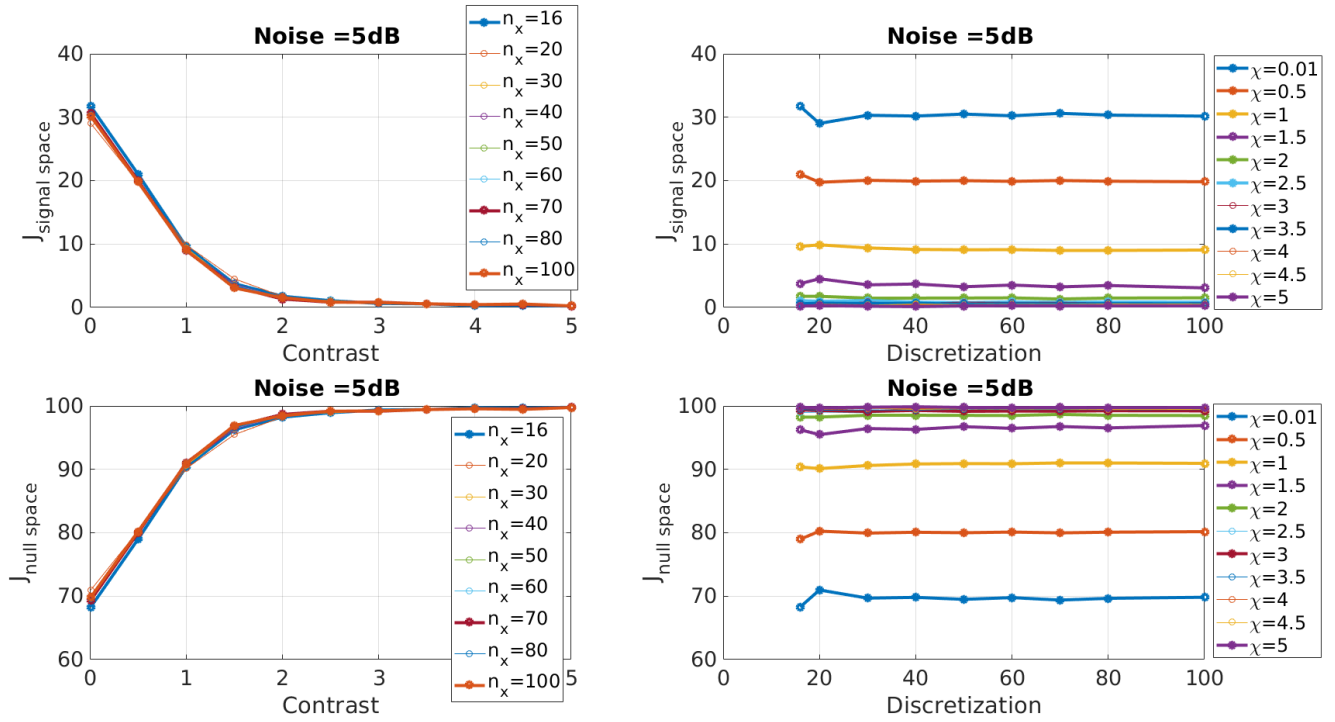 Noise =5dB
40
30
20
10
0
J signal space
0 1 2 3 4 5
Contrast
n_x=16
n_x=20
n_x=30
n_x=40
n_x=50
n_x=60
n_x=70
n_x=80
n_x=100
Noise =5dB
40
30
20
10
0
J signal space
20 40 60 80 100
Discretization
χ=0.01
χ=0.5
χ=1
χ=1.5
χ=2
χ=2.5
χ=3
χ=3.5
χ=4
χ=4.5
χ=5
Noise =5dB
100
90
80
70
60
J null space
0 1 2 3 4 5
Contrast
n_x=16
n_x=20
n_x=30
n_x=40
n_x=50
n_x=60
n_x=70
n_x=80
n_x=100
Noise =5dB
100
90
80
70
60
J null space
20 40 60 80 100
Discretization
χ=0.01
χ=0.5
χ=1
χ=1.5
χ=2
χ=2.5
χ=3
χ=3.5
χ=4
χ=4.5
χ=5